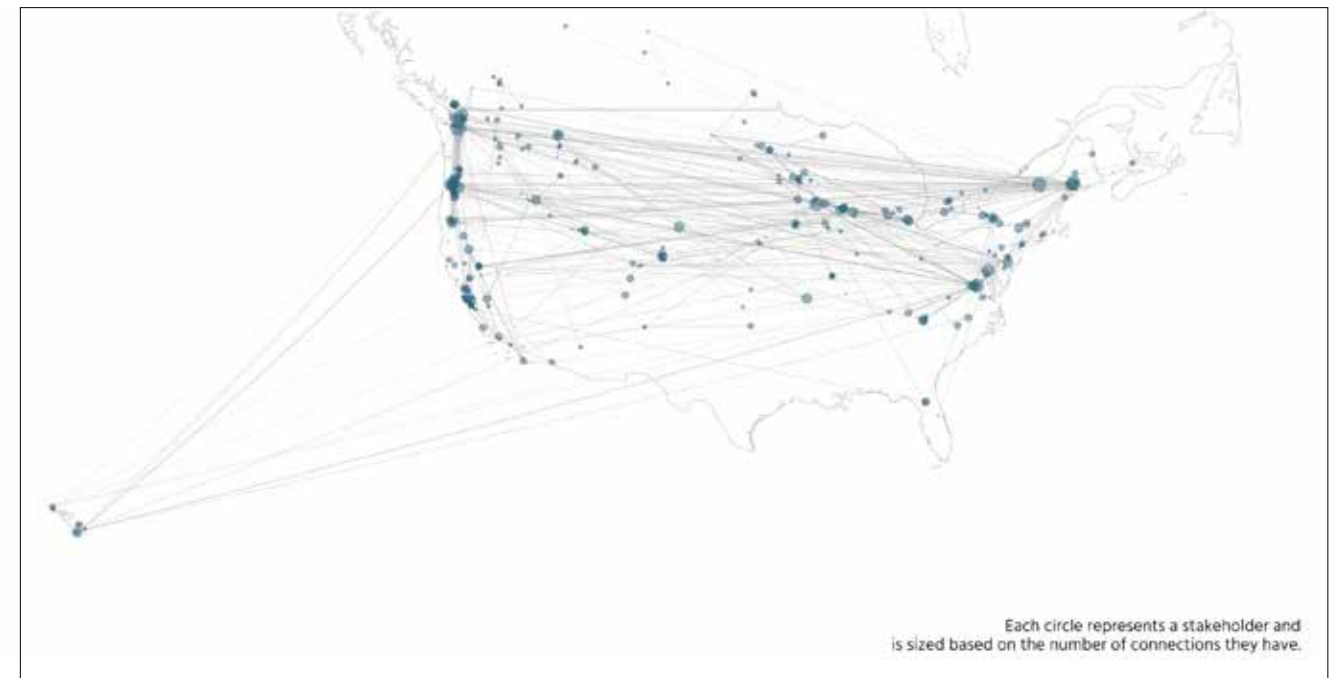 Each circle represents a stakeholder and
is sized based on the number of connections they have.